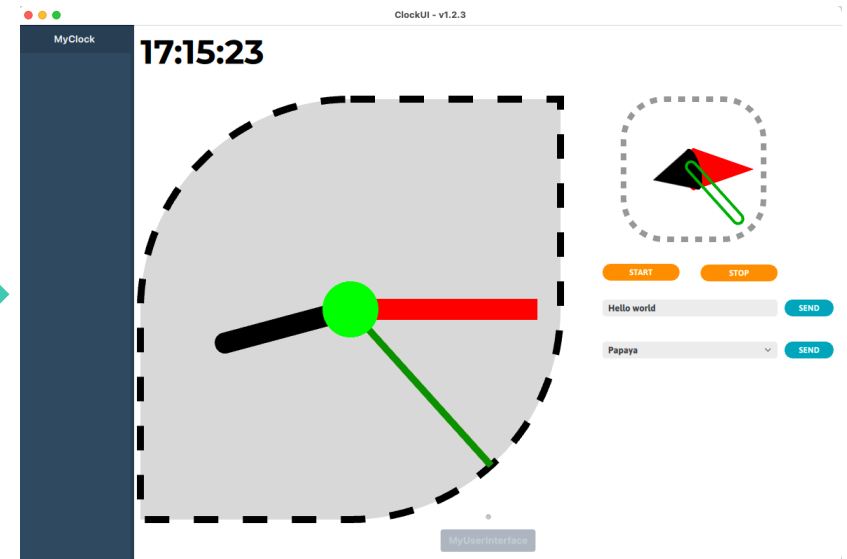 ClockUI - v1.2.3
MyClock
17:15:23
START
STOP
Hello world
SEND
Papaya
SEND
MyUserInterface